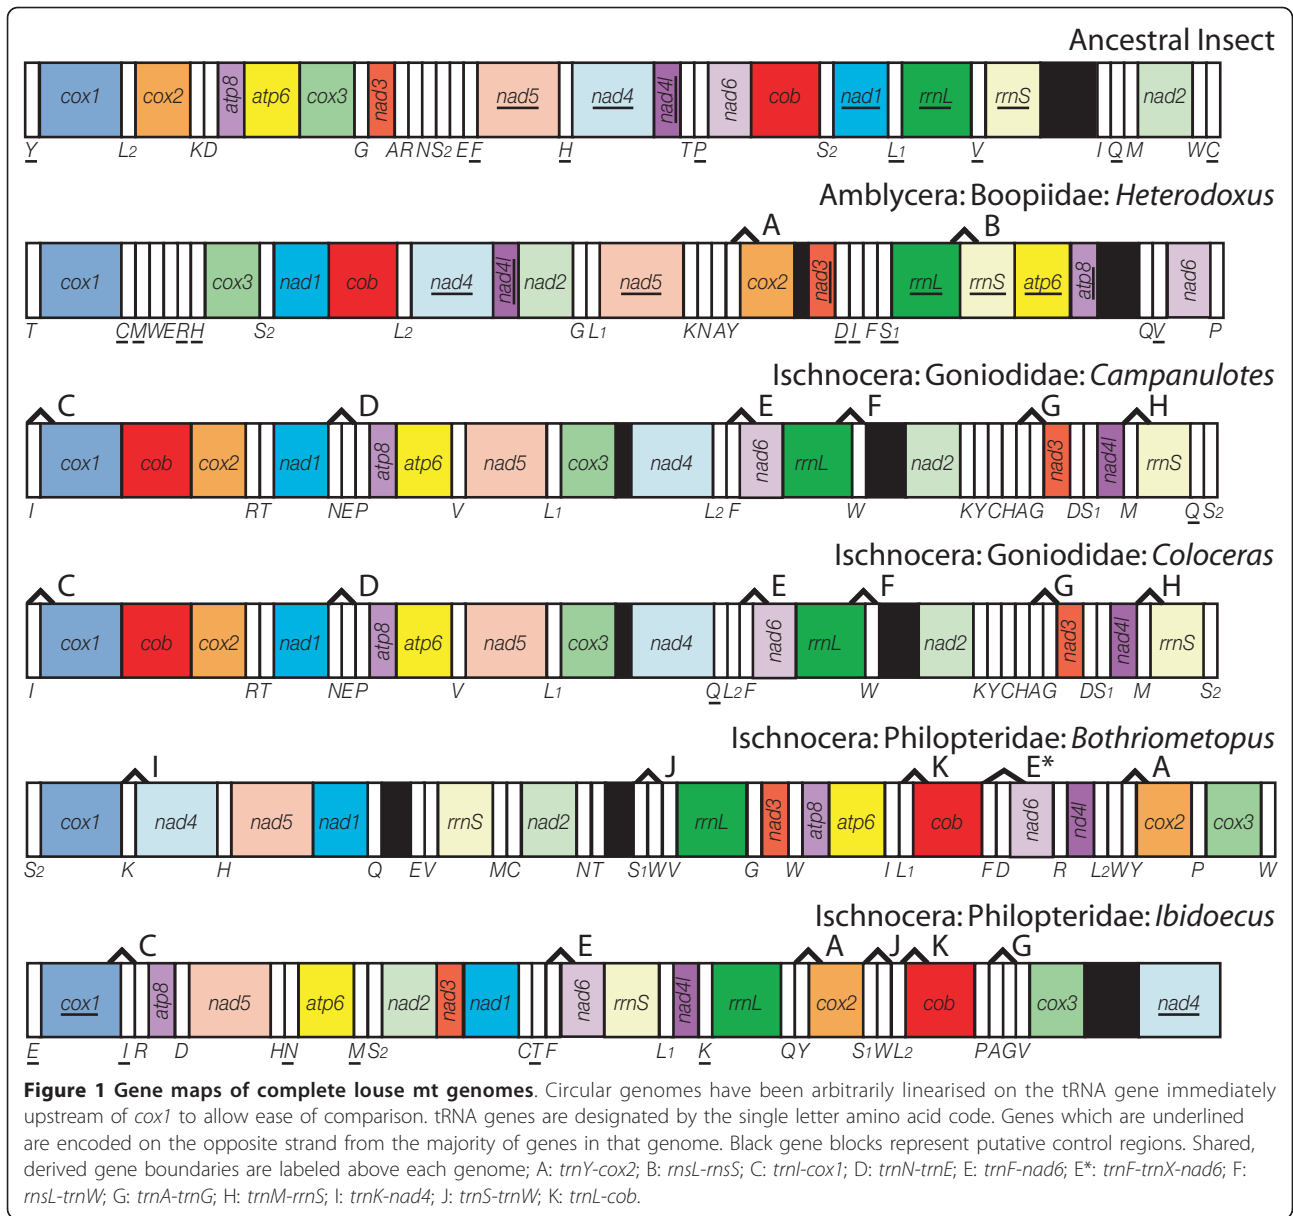 Ancestral Insect
cox1 cox2 atp8 atp6 cox3 nad3 nad5 nad4 nad4l nad6 cob nad1 rrnL rrnS nad2
Y L2 KD G ARNS2 EF H TP S2 L1 V I QM WC
Amblycera: Boopiidae: Heterodoxus
A B
cox1 cox3 nad1 cob nad4 nad4l nad2 nad5 cox2 nad3 rrnL rrnS atp6 atp8 nad6
T CMWERH S2 L2 G L1 KNAY DI FS1 QV P
Ischnocera: Goniodidae: Campanulotes
C D E F G H
cox1 cob cox2 nad1 atp8 atp6 nad5 cox3 nad4 nad6 rrnL nad2 nad3 nad4l rrnS
I RT NEP V L1 L2 F W KYCHAG DS1 M Q S2
Ischnocera: Goniodidae: Coloceras
C D E F G H
cox1 cob cox2 nad1 atp8 atp6 nad5 cox3 nad4 nad6 rrnL nad2 nad3 nad4l rrnS
I RT NEP V L1 QL2F W KYCHAG DS1 M S2
Ischnocera: Philopteridae: Bothriometopus
I J K E* A
cox1 nad4 nad5 nad1 rrnS nad2 rrnL nad3 atp8 atp6 cob nad6 nd4l cox2 cox3
S2 K H Q EV MC NT S1WV G W I L1 FD R L2WY P W
Ischnocera: Philopteridae: Ibidoecus
C E A J K G
cox1 atp8 nad5 atp6 nad2 nad3 nad1 nad6 rrnS nad4l rrnL cox2 cob cox3 nad4
E IR D HN MS2 CTF L1 K QY S1WL2 PAGV
Figure 1 Gene maps of complete louse mt genomes. Circular genomes have been arbitrarily linearised on the tRNA gene immediately
upstream of cox1 to allow ease of comparison. tRNA genes are designated by the single letter amino acid code. Genes which are underlined
are encoded on the opposite strand from the majority of genes in that genome. Black gene blocks represent putative control regions. Shared,
derived gene boundaries are labeled above each genome; A: trnY-cox2; B: rnsL-rnsS; C: trnI-cox1; D: trnN-trnE; E: trnF-nad6; E*: trnF-trnX-nad6; F:
rnsL-trnW; G: trnA-trnG; H: trnM-rrnS; I: trnK-nad4; J: trnS-trnW; K: trnL-cob.